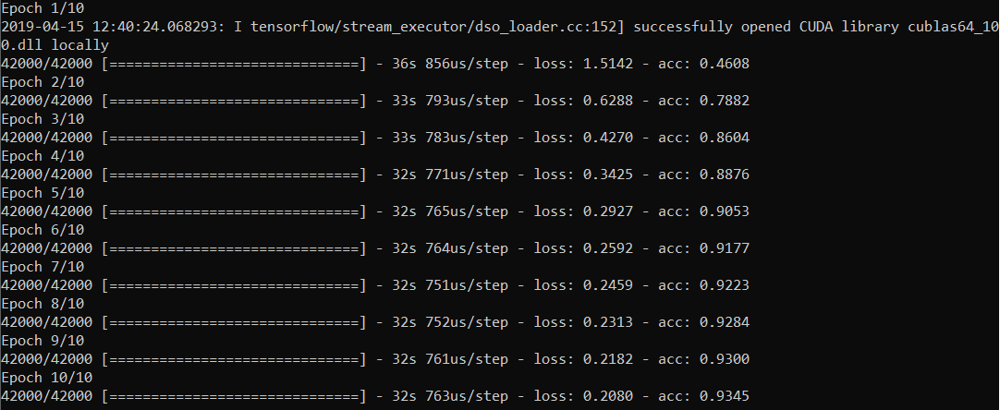 Epoch 1/10
2019-04-15 12:40:24.068293: I tensorflow/stream_executor/dso_loader.cc:152] successfully opened CUDA library cublas64_10
0.dll locally
42000/42000 [==============================] - 36s 856us/step - loss: 1.5142 - acc: 0.4608
Epoch 2/10
42000/42000 [==============================] - 33s 793us/step - loss: 0.6288 - acc: 0.7882
Epoch 3/10
42000/42000 [==============================] - 33s 783us/step - loss: 0.4270 - acc: 0.8604
Epoch 4/10
42000/42000 [==============================] - 32s 771us/step - loss: 0.3425 - acc: 0.8876
Epoch 5/10
42000/42000 [==============================] - 32s 765us/step - loss: 0.2927 - acc: 0.9053
Epoch 6/10
42000/42000 [==============================] - 32s 764us/step - loss: 0.2592 - acc: 0.9177
Epoch 7/10
42000/42000 [==============================] - 32s 751us/step - loss: 0.2459 - acc: 0.9223
Epoch 8/10
42000/42000 [==============================] - 32s 752us/step - loss: 0.2313 - acc: 0.9284
Epoch 9/10
42000/42000 [==============================] - 32s 761us/step - loss: 0.2182 - acc: 0.9300
Epoch 10/10
42000/42000 [==============================] - 32s 763us/step - loss: 0.2080 - acc: 0.9345